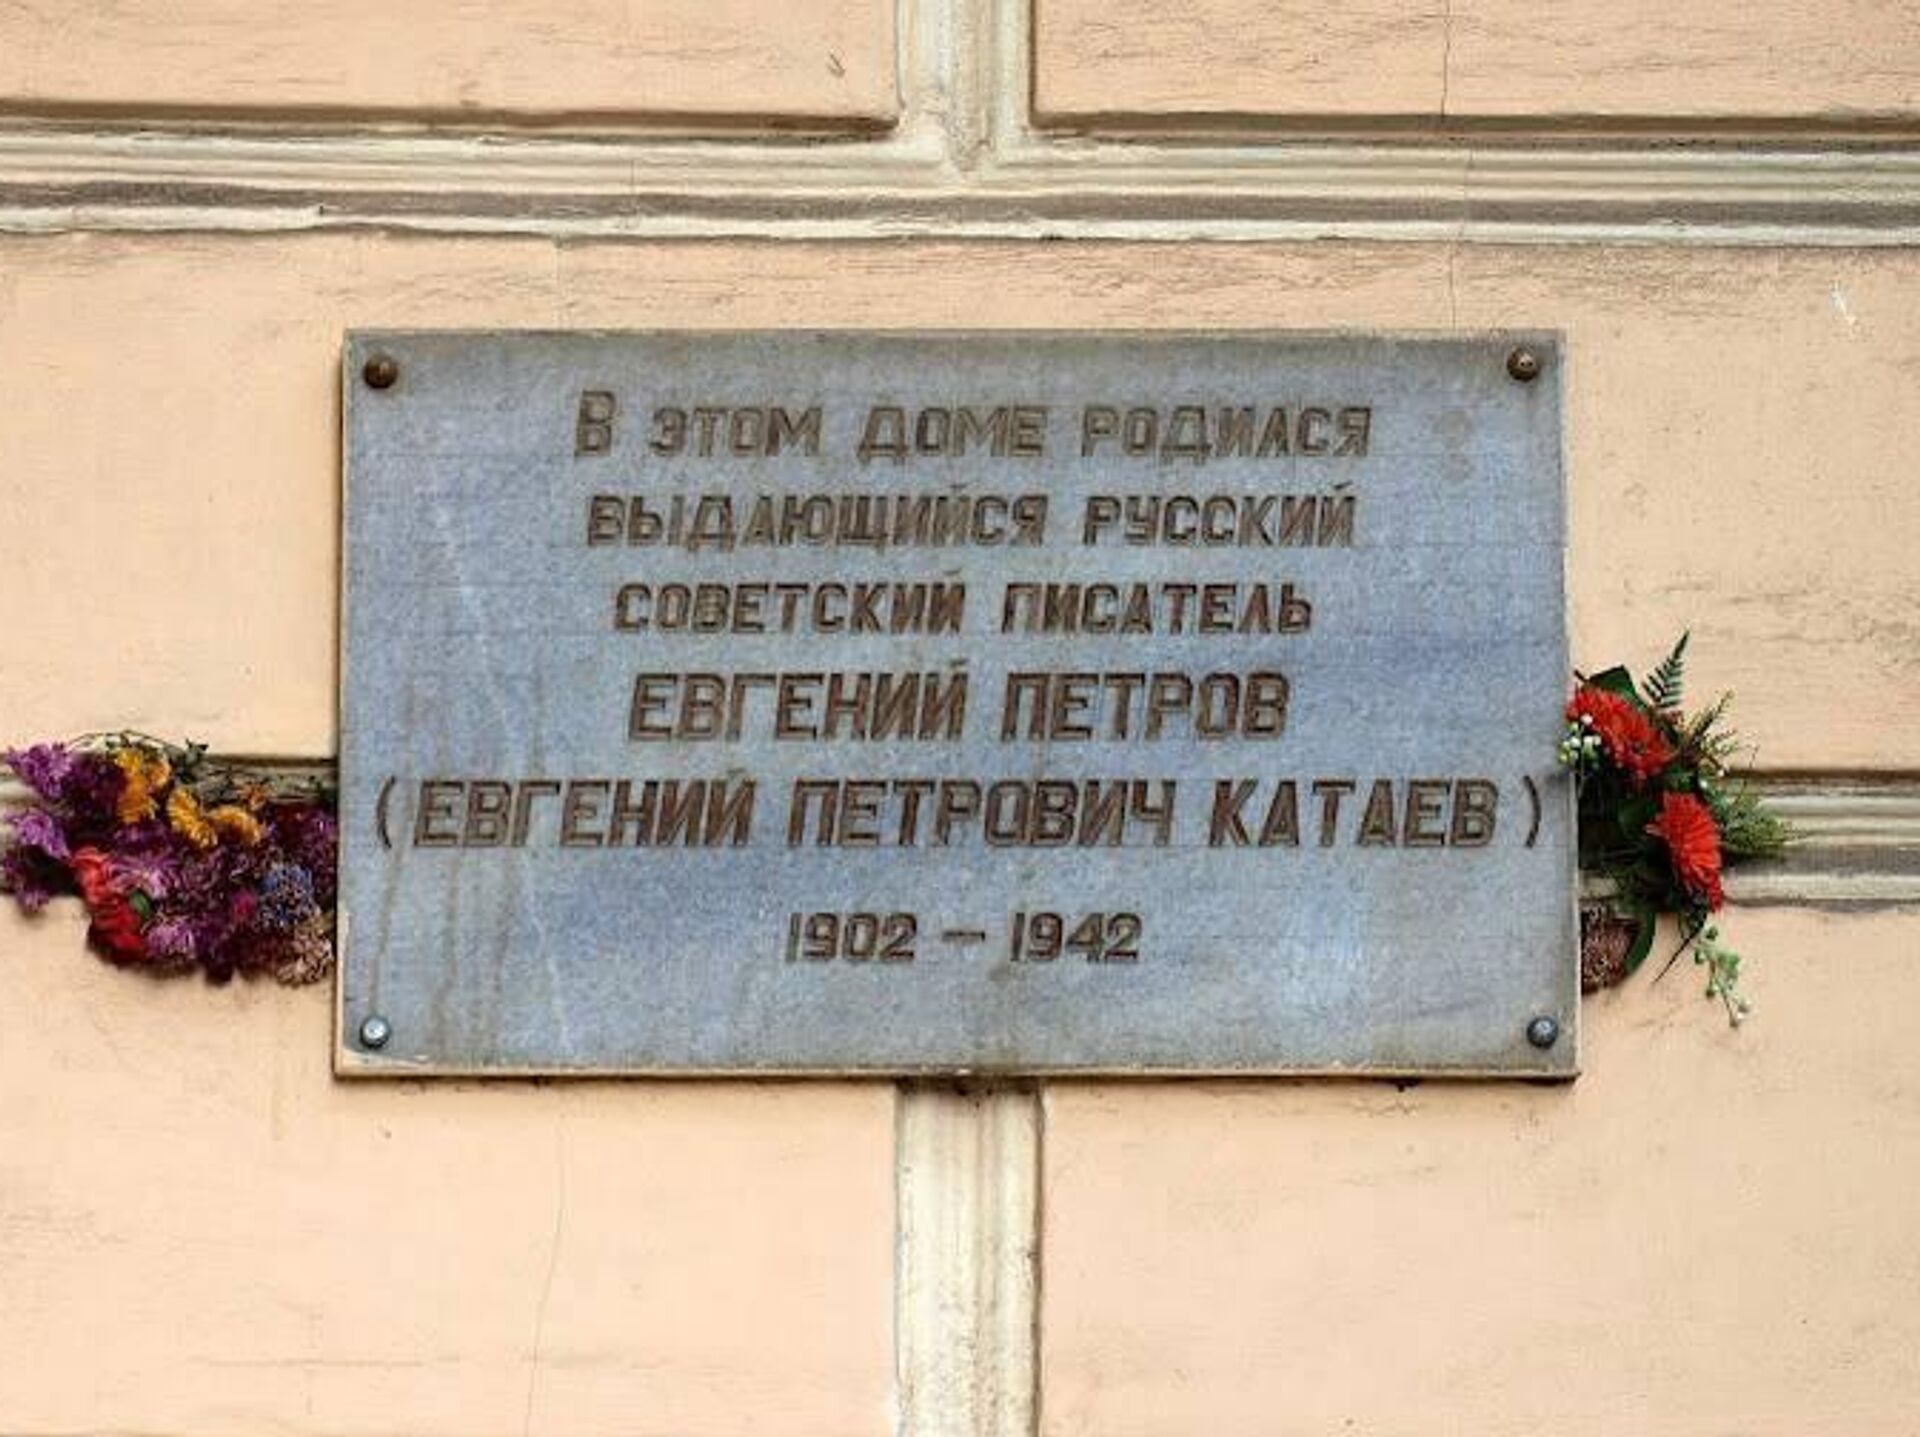 В ЭТОМ ДОМЕ РОДИЛСЯ
ВЫДАЮЩИЙСЯ РУССКИЙ
СОВЕТСКИЙ ПИСАТЕЛЬ
ЕВГЕНИЙ ПЕТРОВ
(ЕВГЕНИЙ ПЕТРОВИЧ КАТАЕВ)
1902 – 1942